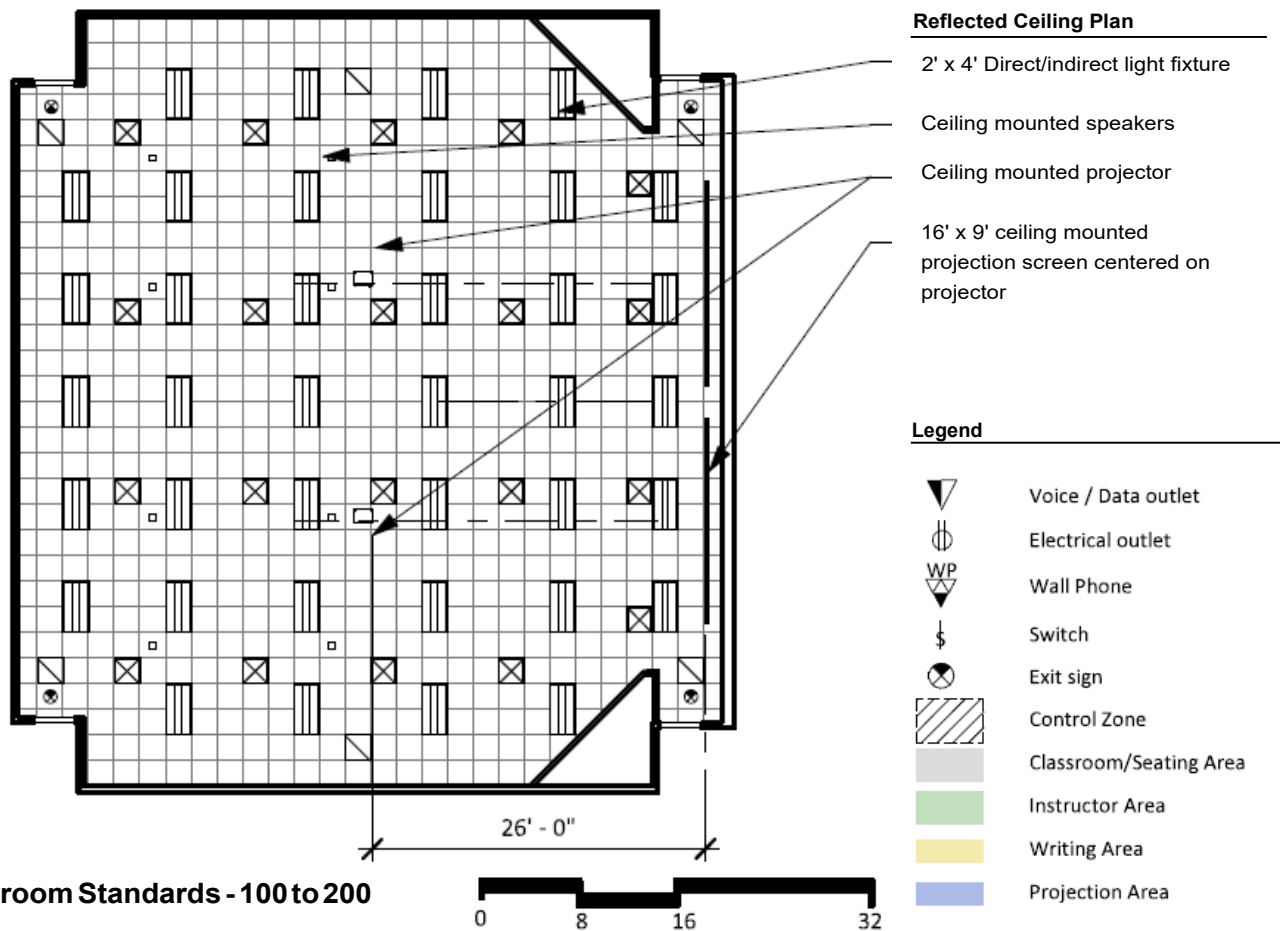 Reflected Ceiling Plan
2' x 4' Direct/indirect light fixture
Ceiling mounted speakers
Ceiling mounted projector
16' x 9' ceiling mounted
projection screen centered on
projector
Legend
Voice / Data outlet
Electrical outlet
WP
Wall Phone
$
Switch
Exit sign
Control Zone
Classroom/Seating Area
Instructor Area
Writing Area
Projection Area
26' - 0"
room Standards - 100 to 200
0 8 16 32